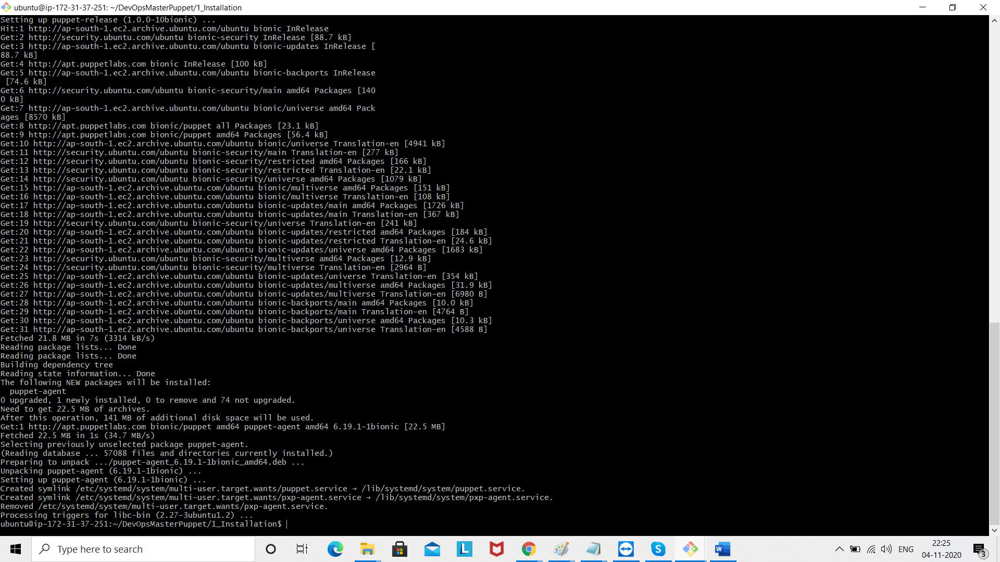 ubuntu@ip-172-31-37-251: ~/DevOpsMasterPuppet/1_Installation
Setting up puppet-release (1.0.0-10bionic) ...
Hit:1 http://ap-south-1.ec2.archive.ubuntu.com/ubuntu bionic InRelease
Get:2 http://security.ubuntu.com/ubuntu bionic-security InRelease [88.7 kB]
Get:3 http://ap-south-1.ec2.archive.ubuntu.com/ubuntu bionic-updates InRelease [
88.7 kB]
Get:4 http://apt.puppetlabs.com bionic InRelease [100 kB]
Get:5 http://ap-south-1.ec2.archive.ubuntu.com/ubuntu bionic-backports InRelease
 [74.6 kB]
Get:6 http://security.ubuntu.com/ubuntu bionic-security/main amd64 Packages [140
0 kB]
Get:7 http://ap-south-1.ec2.archive.ubuntu.com/ubuntu bionic/universe amd64 Pack
ages [8570 kB]
Get:8 http://apt.puppetlabs.com bionic/puppet all Packages [23.1 kB]
Get:9 http://apt.puppetlabs.com bionic/puppet amd64 Packages [56.4 kB]
Get:10 http://ap-south-1.ec2.archive.ubuntu.com/ubuntu bionic/universe Translation-en [4941 kB]
Get:11 http://security.ubuntu.com/ubuntu bionic-security/main Translation-en [277 kB]
Get:12 http://security.ubuntu.com/ubuntu bionic-security/restricted amd64 Packages [166 kB]
Get:13 http://security.ubuntu.com/ubuntu bionic-security/restricted Translation-en [22.1 kB]
Get:14 http://security.ubuntu.com/ubuntu bionic-security/universe amd64 Packages [1079 kB]
Get:15 http://ap-south-1.ec2.archive.ubuntu.com/ubuntu bionic/multiverse amd64 Packages [151 kB]
Get:16 http://ap-south-1.ec2.archive.ubuntu.com/ubuntu bionic/multiverse Translation-en [108 kB]
Get:17 http://ap-south-1.ec2.archive.ubuntu.com/ubuntu bionic-updates/main amd64 Packages [1726 kB]
Get:18 http://ap-south-1.ec2.archive.ubuntu.com/ubuntu bionic-updates/main Translation-en [367 kB]
Get:19 http://security.ubuntu.com/ubuntu bionic-security/universe Translation-en [241 kB]
Get:20 http://ap-south-1.ec2.archive.ubuntu.com/ubuntu bionic-updates/restricted amd64 Packages [184 kB]
Get:21 http://ap-south-1.ec2.archive.ubuntu.com/ubuntu bionic-updates/restricted Translation-en [24.6 kB]
Get:22 http://ap-south-1.ec2.archive.ubuntu.com/ubuntu bionic-updates/universe amd64 Packages [1683 kB]
Get:23 http://security.ubuntu.com/ubuntu bionic-security/multiverse amd64 Packages [12.9 kB]
Get:24 http://security.ubuntu.com/ubuntu bionic-security/multiverse Translation-en [2964 B]
Get:25 http://ap-south-1.ec2.archive.ubuntu.com/ubuntu bionic-updates/universe Translation-en [354 kB]
Get:26 http://ap-south-1.ec2.archive.ubuntu.com/ubuntu bionic-updates/multiverse amd64 Packages [31.9 kB]
Get:27 http://ap-south-1.ec2.archive.ubuntu.com/ubuntu bionic-updates/multiverse Translation-en [6980 B]
Get:28 http://ap-south-1.ec2.archive.ubuntu.com/ubuntu bionic-backports/main amd64 Packages [10.0 kB]
Get:29 http://ap-south-1.ec2.archive.ubuntu.com/ubuntu bionic-backports/main Translation-en [4764 B]
Get:30 http://ap-south-1.ec2.archive.ubuntu.com/ubuntu bionic-backports/universe amd64 Packages [10.3 kB]
Get:31 http://ap-south-1.ec2.archive.ubuntu.com/ubuntu bionic-backports/universe Translation-en [4588 B]
Fetched 21.8 MB in 7s (3314 kB/s)
Reading package lists... Done
Reading package lists... Done
Building dependency tree
Reading state information... Done
The following NEW packages will be installed:
  puppet-agent
0 upgraded, 1 newly installed, 0 to remove and 74 not upgraded.
Need to get 22.5 MB of archives.
After this operation, 141 MB of additional disk space will be used.
Get:1 http://apt.puppetlabs.com bionic/puppet amd64 puppet-agent amd64 6.19.1-1bionic [22.5 MB]
Fetched 22.5 MB in 1s (34.7 MB/s)
Selecting previously unselected package puppet-agent.
(Reading database ... 57088 files and directories currently installed.)
Preparing to unpack .../puppet-agent_6.19.1-1bionic_amd64.deb ...
Unpacking puppet-agent (6.19.1-1bionic) ...
Setting up puppet-agent (6.19.1-1bionic) ...
Created symlink /etc/systemd/system/multi-user.target.wants/puppet.service → /lib/systemd/system/puppet.service.
Created symlink /etc/systemd/system/multi-user.target.wants/pxp-agent.service → /lib/systemd/system/pxp-agent.service.
Removed /etc/systemd/system/multi-user.target.wants/pxp-agent.service.
Processing triggers for libc-bin (2.27-3ubuntu1.2) ...
ubuntu@ip-172-31-37-251:~/DevOpsMasterPuppet/1_Installation$
Type here to search
L
W
S
ENG
22:25
04-11-2020
3